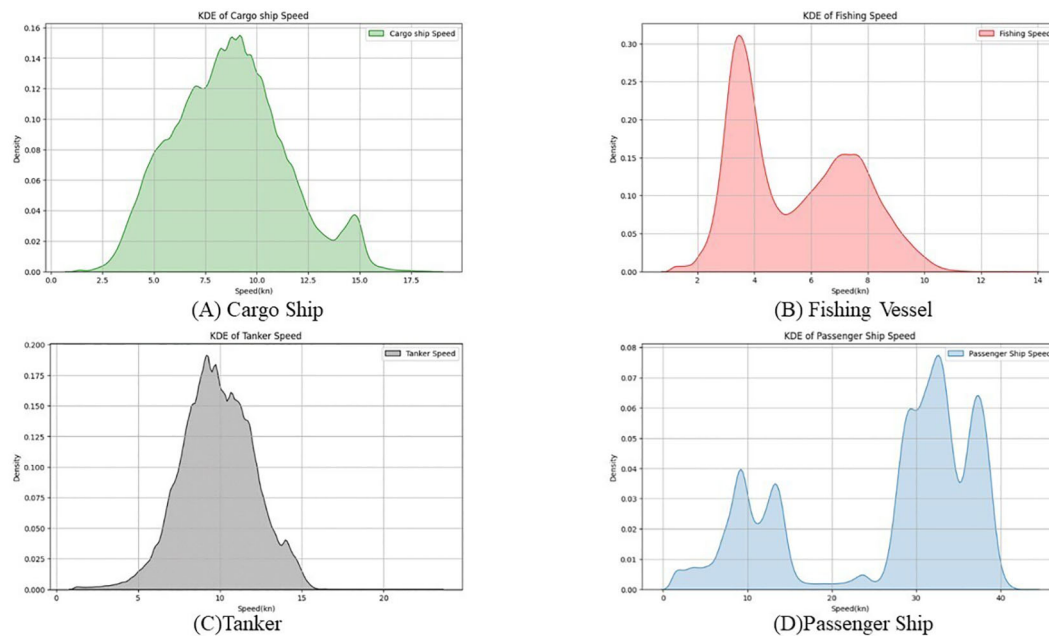 KDE of Cargo ship Speed
Cargo ship Speed
0.16
0.14
0.12
0.10
0.08
0.06
0.04
0.02
0.00
Density
0.0 2.5 5.0 7.5 10.0 12.5 15.0 17.5
Speed(kn)
(A) Cargo Ship
KDE of Fishing Speed
Fishing Speed
0.30
0.25
0.20
0.15
0.10
0.05
0.00
Density
2 4 6 8 10 12 14
Speed(kn)
(B) Fishing Vessel
KDE of Tanker Speed
Tanker Speed
0.200
0.175
0.150
0.125
0.100
0.075
0.050
0.025
0.000
Density
0 5 10 15 20
Speed(kn)
(C)Tanker
KDE of Passenger Ship Speed
Passenger Ship Speed
0.08
0.07
0.06
0.05
0.04
0.03
0.02
0.01
0.00
Density
0 10 20 30 40
Speed(kn)
(D)Passenger Ship